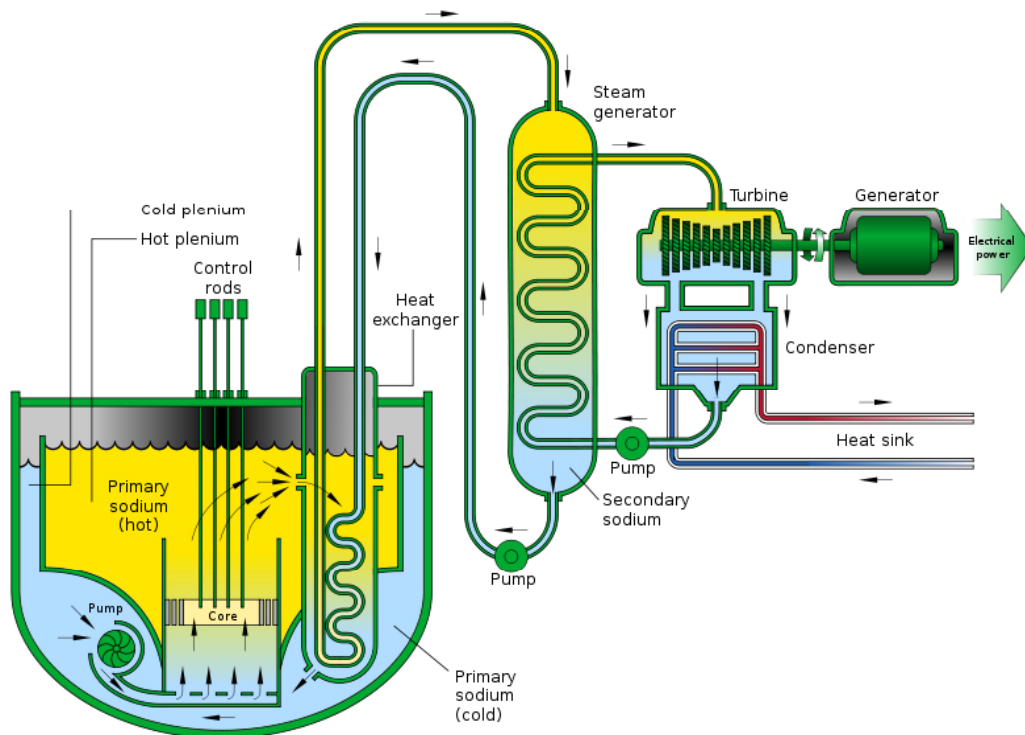 Steam
generator
Turbine
Generator
Cold plenium
Hot plenium
Electrical
power
Control
rods
Heat
exchanger
Condenser
Heat sink
Pump
Primary
sodium
(hot)
Secondary
sodium
Pump
Pump
Core
Primary
sodium
(cold)